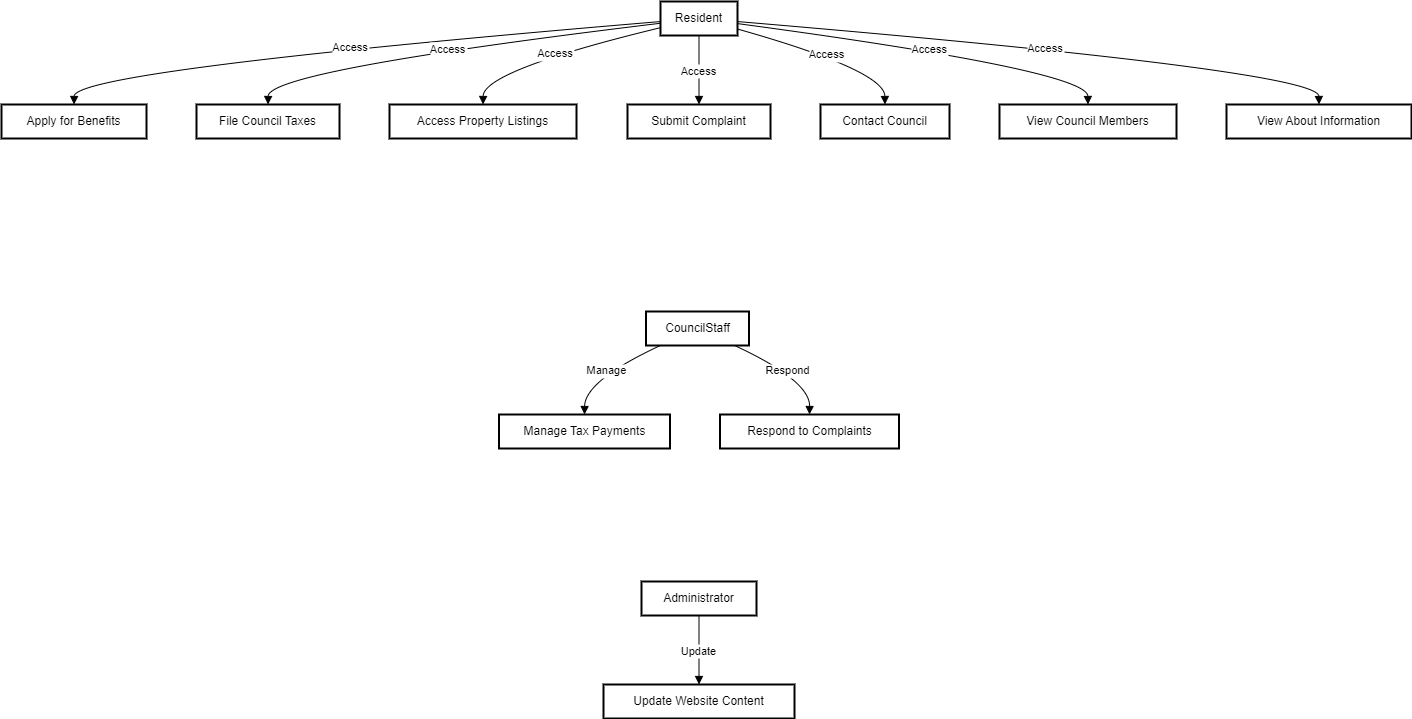 Resident
Access
Access
Access
Access
Access
Access
Access
Apply for Benefits
File Council Taxes
Access Property Listings
Submit Complaint
Contact Council
View Council Members
View About Information
CouncilStaff
Manage
Respond
Manage Tax Payments
Respond to Complaints
Administrator
Update
Update Website Content